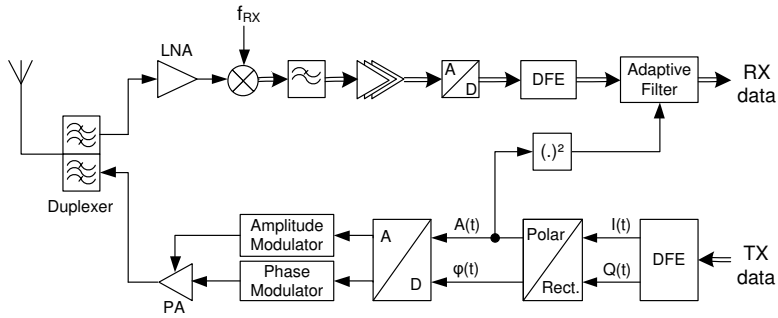 f_RX
LNA
A
D
DFE
Adaptive
Filter
RX
data
(.)²
Duplexer
Amplitude
Modulator
A
A(t)
Polar
I(t)
DFE
TX
data
Phase
Modulator
D
φ(t)
Rect.
Q(t)
PA